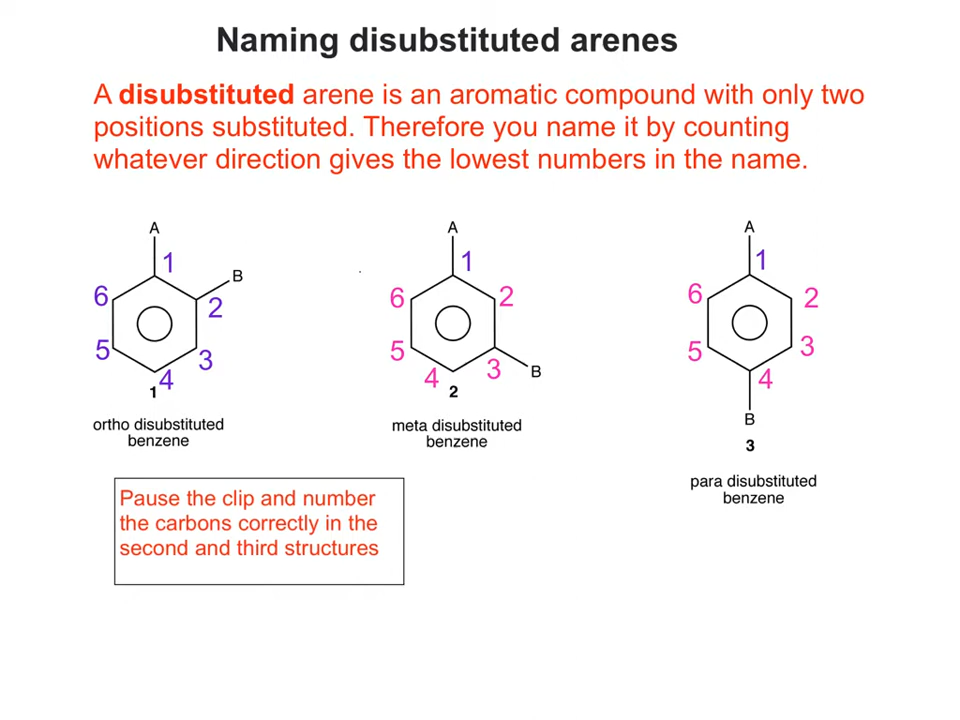 Naming disubstituted arenes
A disubstituted arene is an aromatic compound with only two
positions substituted. Therefore you name it by counting
whatever direction gives the lowest numbers in the name.
A
1
B
6
2
5
3
4
1
ortho disubstituted
benzene
A
1
6
2
5
3
B
4
2
meta disubstituted
benzene
A
1
6
2
5
3
4
B
3
para disubstituted
benzene
Pause the clip and number
the carbons correctly in the
second and third structures